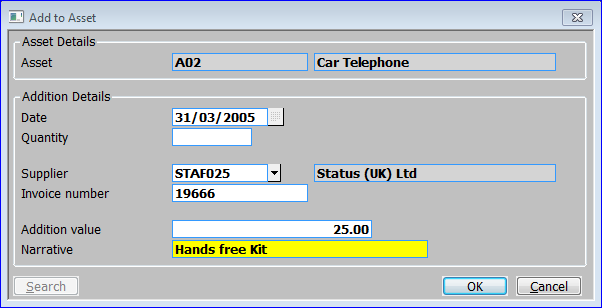 Add to Asset
Asset Details
Asset A02 Car Telephone
Addition Details
Date 31/03/2005
Quantity
Supplier STAF025 Status (UK) Ltd
Invoice number 19666
Addition value 25.00
Narrative Hands free Kit
Search OK Cancel